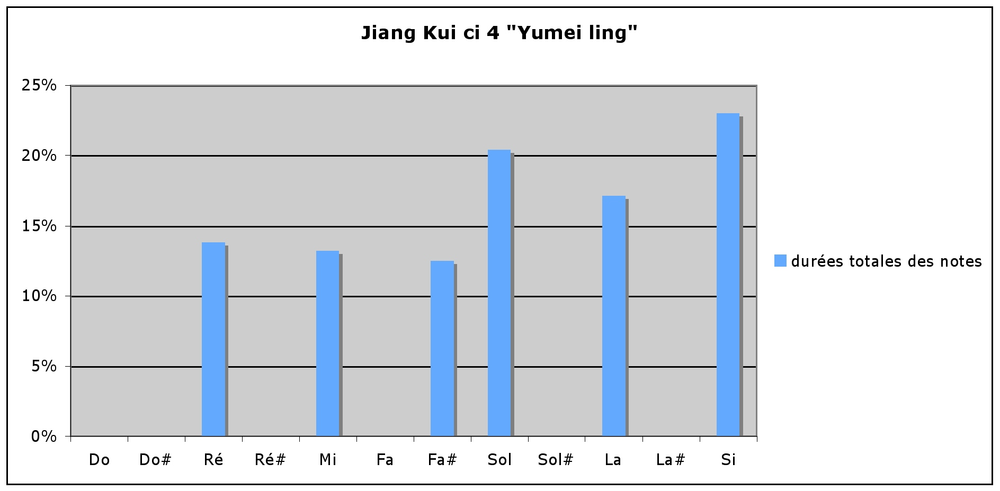 Jiang Kui ci 4 "Yumei ling"
25%
20%
15%
10%
5%
0%
Do Do# Ré Ré# Mi Fa Fa# Sol Sol# La La# Si
durées totales des notes